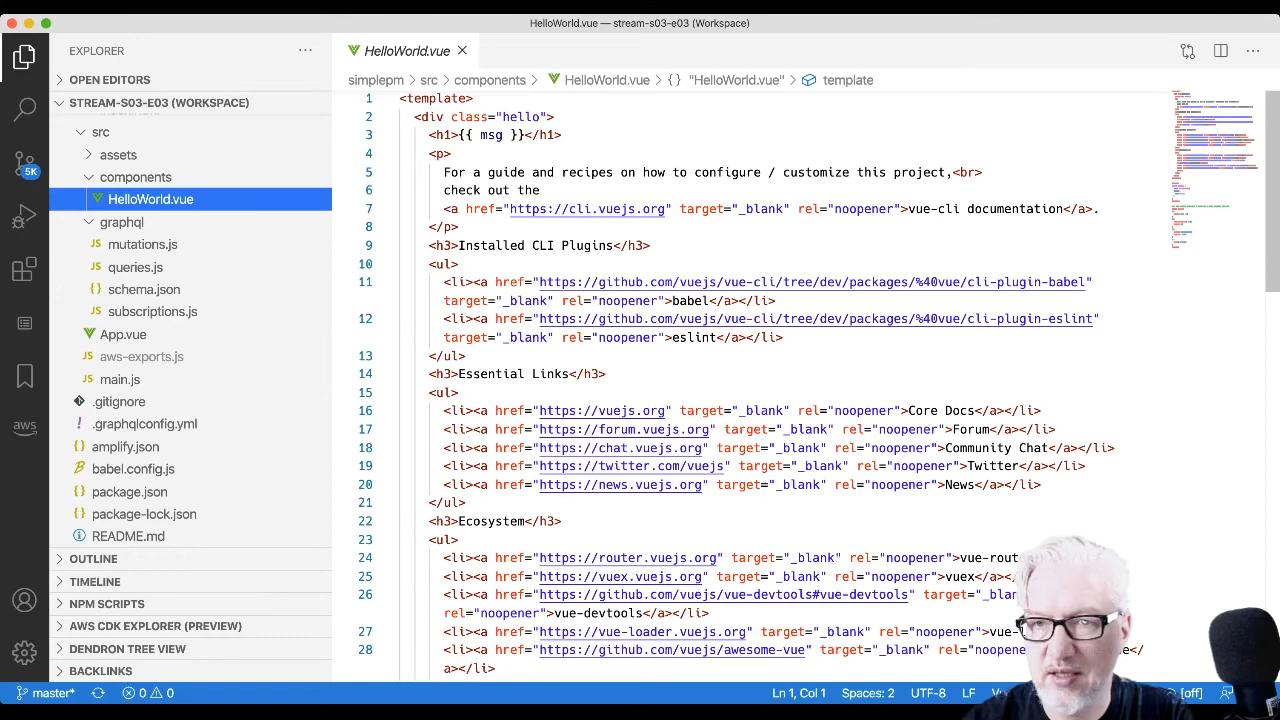 HelloWorld.vue — stream-s03-e03 (Workspace)
EXPLORER
OPEN EDITORS
STREAM-S03-E03 (WORKSPACE)
src
assets
components
HelloWorld.vue
graphql
mutations.js
queries.js
schema.json
subscriptions.js
App.vue
aws-exports.js
main.js
.gitignore
.graphqlconfig.yml
amplify.json
babel.config.js
package.json
package-lock.json
README.md
OUTLINE
TIMELINE
NPM SCRIPTS
AWS CDK EXPLORER (PREVIEW)
DENDRON TREE VIEW
BACKLINKS
5K
aws
HelloWorld.vue
simplepm > src > components > HelloWorld.vue > {} "HelloWorld.vue" > template
1 <template>
2 <div class="hello">
3 <h1>{{ msg }}</h1>
4 <p>
5 For a guide and recipes on how to configure / customize this project,<br>
6 check out the
7 <a href="https://cli.vuejs.org" target="_blank" rel="noopener">vue-cli documentation</a>.
8 </p>
9 <h3>Installed CLI Plugins</h3>
10 <ul>
11 <li><a href="https://github.com/vuejs/vue-cli/tree/dev/packages/%40vue/cli-plugin-babel"
target="_blank" rel="noopener">babel</a></li>
12 <li><a href="https://github.com/vuejs/vue-cli/tree/dev/packages/%40vue/cli-plugin-eslint"
target="_blank" rel="noopener">eslint</a></li>
13 </ul>
14 <h3>Essential Links</h3>
15 <ul>
16 <li><a href="https://vuejs.org" target="_blank" rel="noopener">Core Docs</a></li>
17 <li><a href="https://forum.vuejs.org" target="_blank" rel="noopener">Forum</a></li>
18 <li><a href="https://chat.vuejs.org" target="_blank" rel="noopener">Community Chat</a></li>
19 <li><a href="https://twitter.com/vuejs" target="_blank" rel="noopener">Twitter</a></li>
20 <li><a href="https://news.vuejs.org" target="_blank" rel="noopener">News</a></li>
21 </ul>
22 <h3>Ecosystem</h3>
23 <ul>
24 <li><a href="https://router.vuejs.org" target="_blank" rel="noopener">vue-rout
25 <li><a href="https://vuex.vuejs.org" target="_blank" rel="noopener">vuex</a></
26 <li><a href="https://github.com/vuejs/vue-devtools#vue-devtools" target="_blan
rel="noopener">vue-devtools</a></li>
27 <li><a href="https://vue-loader.vuejs.org" target="_blank" rel="noopener">vue-
28 <li><a href="https://github.com/vuejs/awesome-vue" target="_blank" rel="noopene
a></li>
master* 0 0 Ln 1, Col 1 Spaces: 2 UTF-8 LF [off]